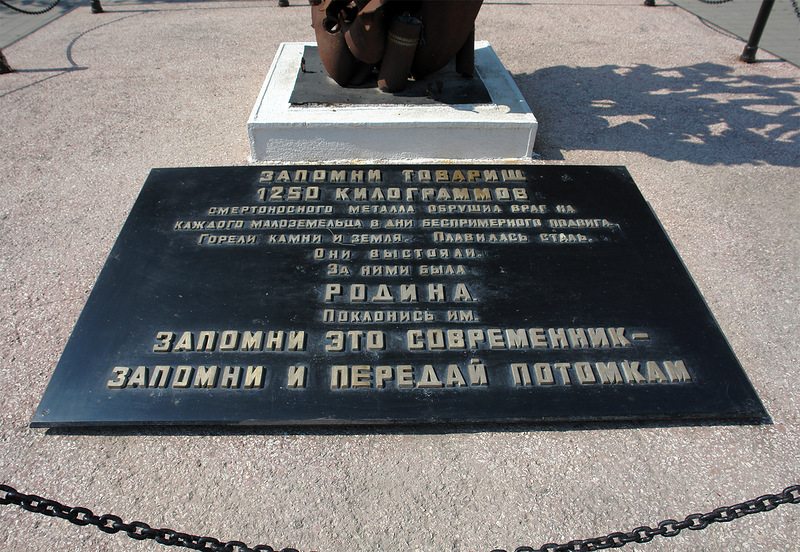 ЗАПОМНИ ТОВАРИЩ
1250 КИЛОГРАММОВ
СМЕРТОНОСНОГО МЕТАЛЛА ОБРУШИЛ ВРАГ НА
КАЖДОГО МАЛОЗЕМЕЛЬЦА В ДНИ БЕСПРИМЕРНОГО ПОДВИГА.
ГОРЕЛИ КАМНИ И ЗЕМЛЯ. ПЛАВИЛАСЬ СТАЛЬ.
ОНИ ВЫСТОЯЛИ.
ЗА НИМИ БЫЛА
РОДИНА.
ПОКЛОНИСЬ ИМ.
ЗАПОМНИ ЭТО СОВРЕМЕННИК-
ЗАПОМНИ И ПЕРЕДАЙ ПОТОМКАМ